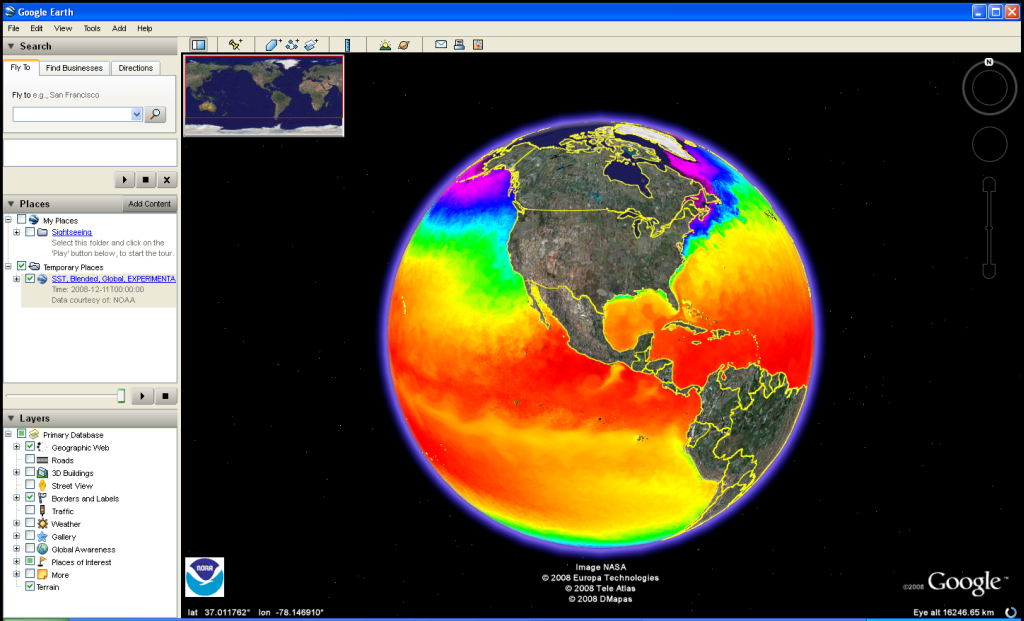 Google Earth
File Edit View Tools Add Help
Search
Fly To Find Businesses Directions
Fly to e.g., San Francisco
Places Add Content
My Places
Sightseeing
Select this folder and click on the
'Play' button below, to start the tour.
Temporary Places
SST, Blended, Global, EXPERIMENTA
Time: 2008-12-11T00:00:00
Data courtesy of: NOAA
Layers
Primary Database
Geographic Web
Roads
3D Buildings
Street View
Borders and Labels
Traffic
Weather
Gallery
Global Awareness
Places of Interest
More
Terrain
N
NOAA
Image NASA
© 2008 Europa Technologies
© 2008 Tele Atlas
© 2008 DMapas
©2008 Google™
lat 37.011762° lon -78.146910°
Eye alt 16246.65 km